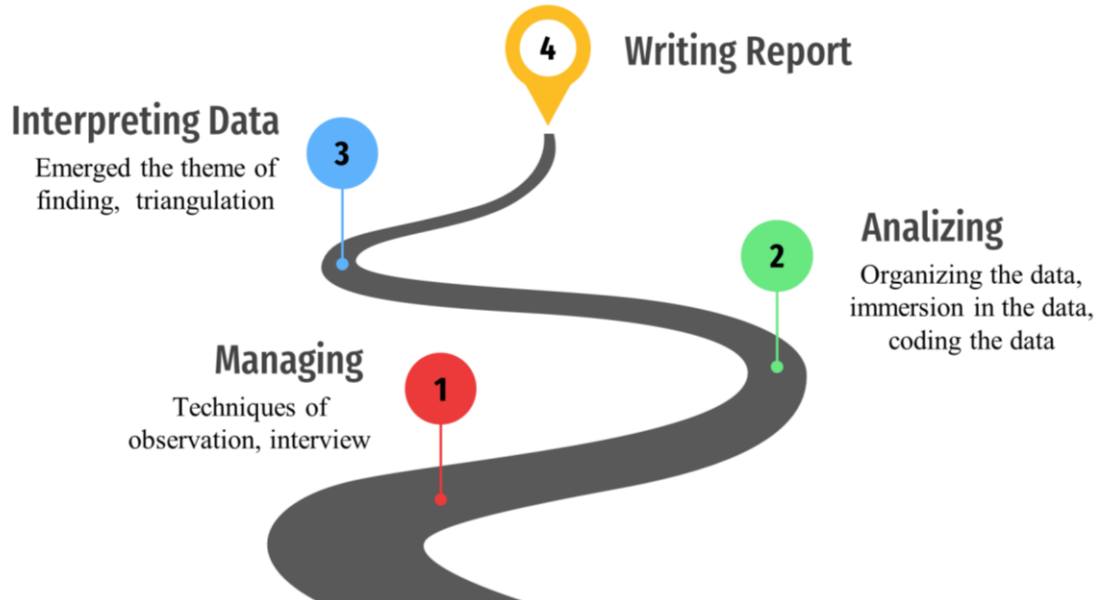 4
Writing Report
Interpreting Data
3
Emerged the theme of
finding, triangulation
Analizing
2
Organizing the data,
immersion in the data,
coding the data
Managing
1
Techniques of
observation, interview